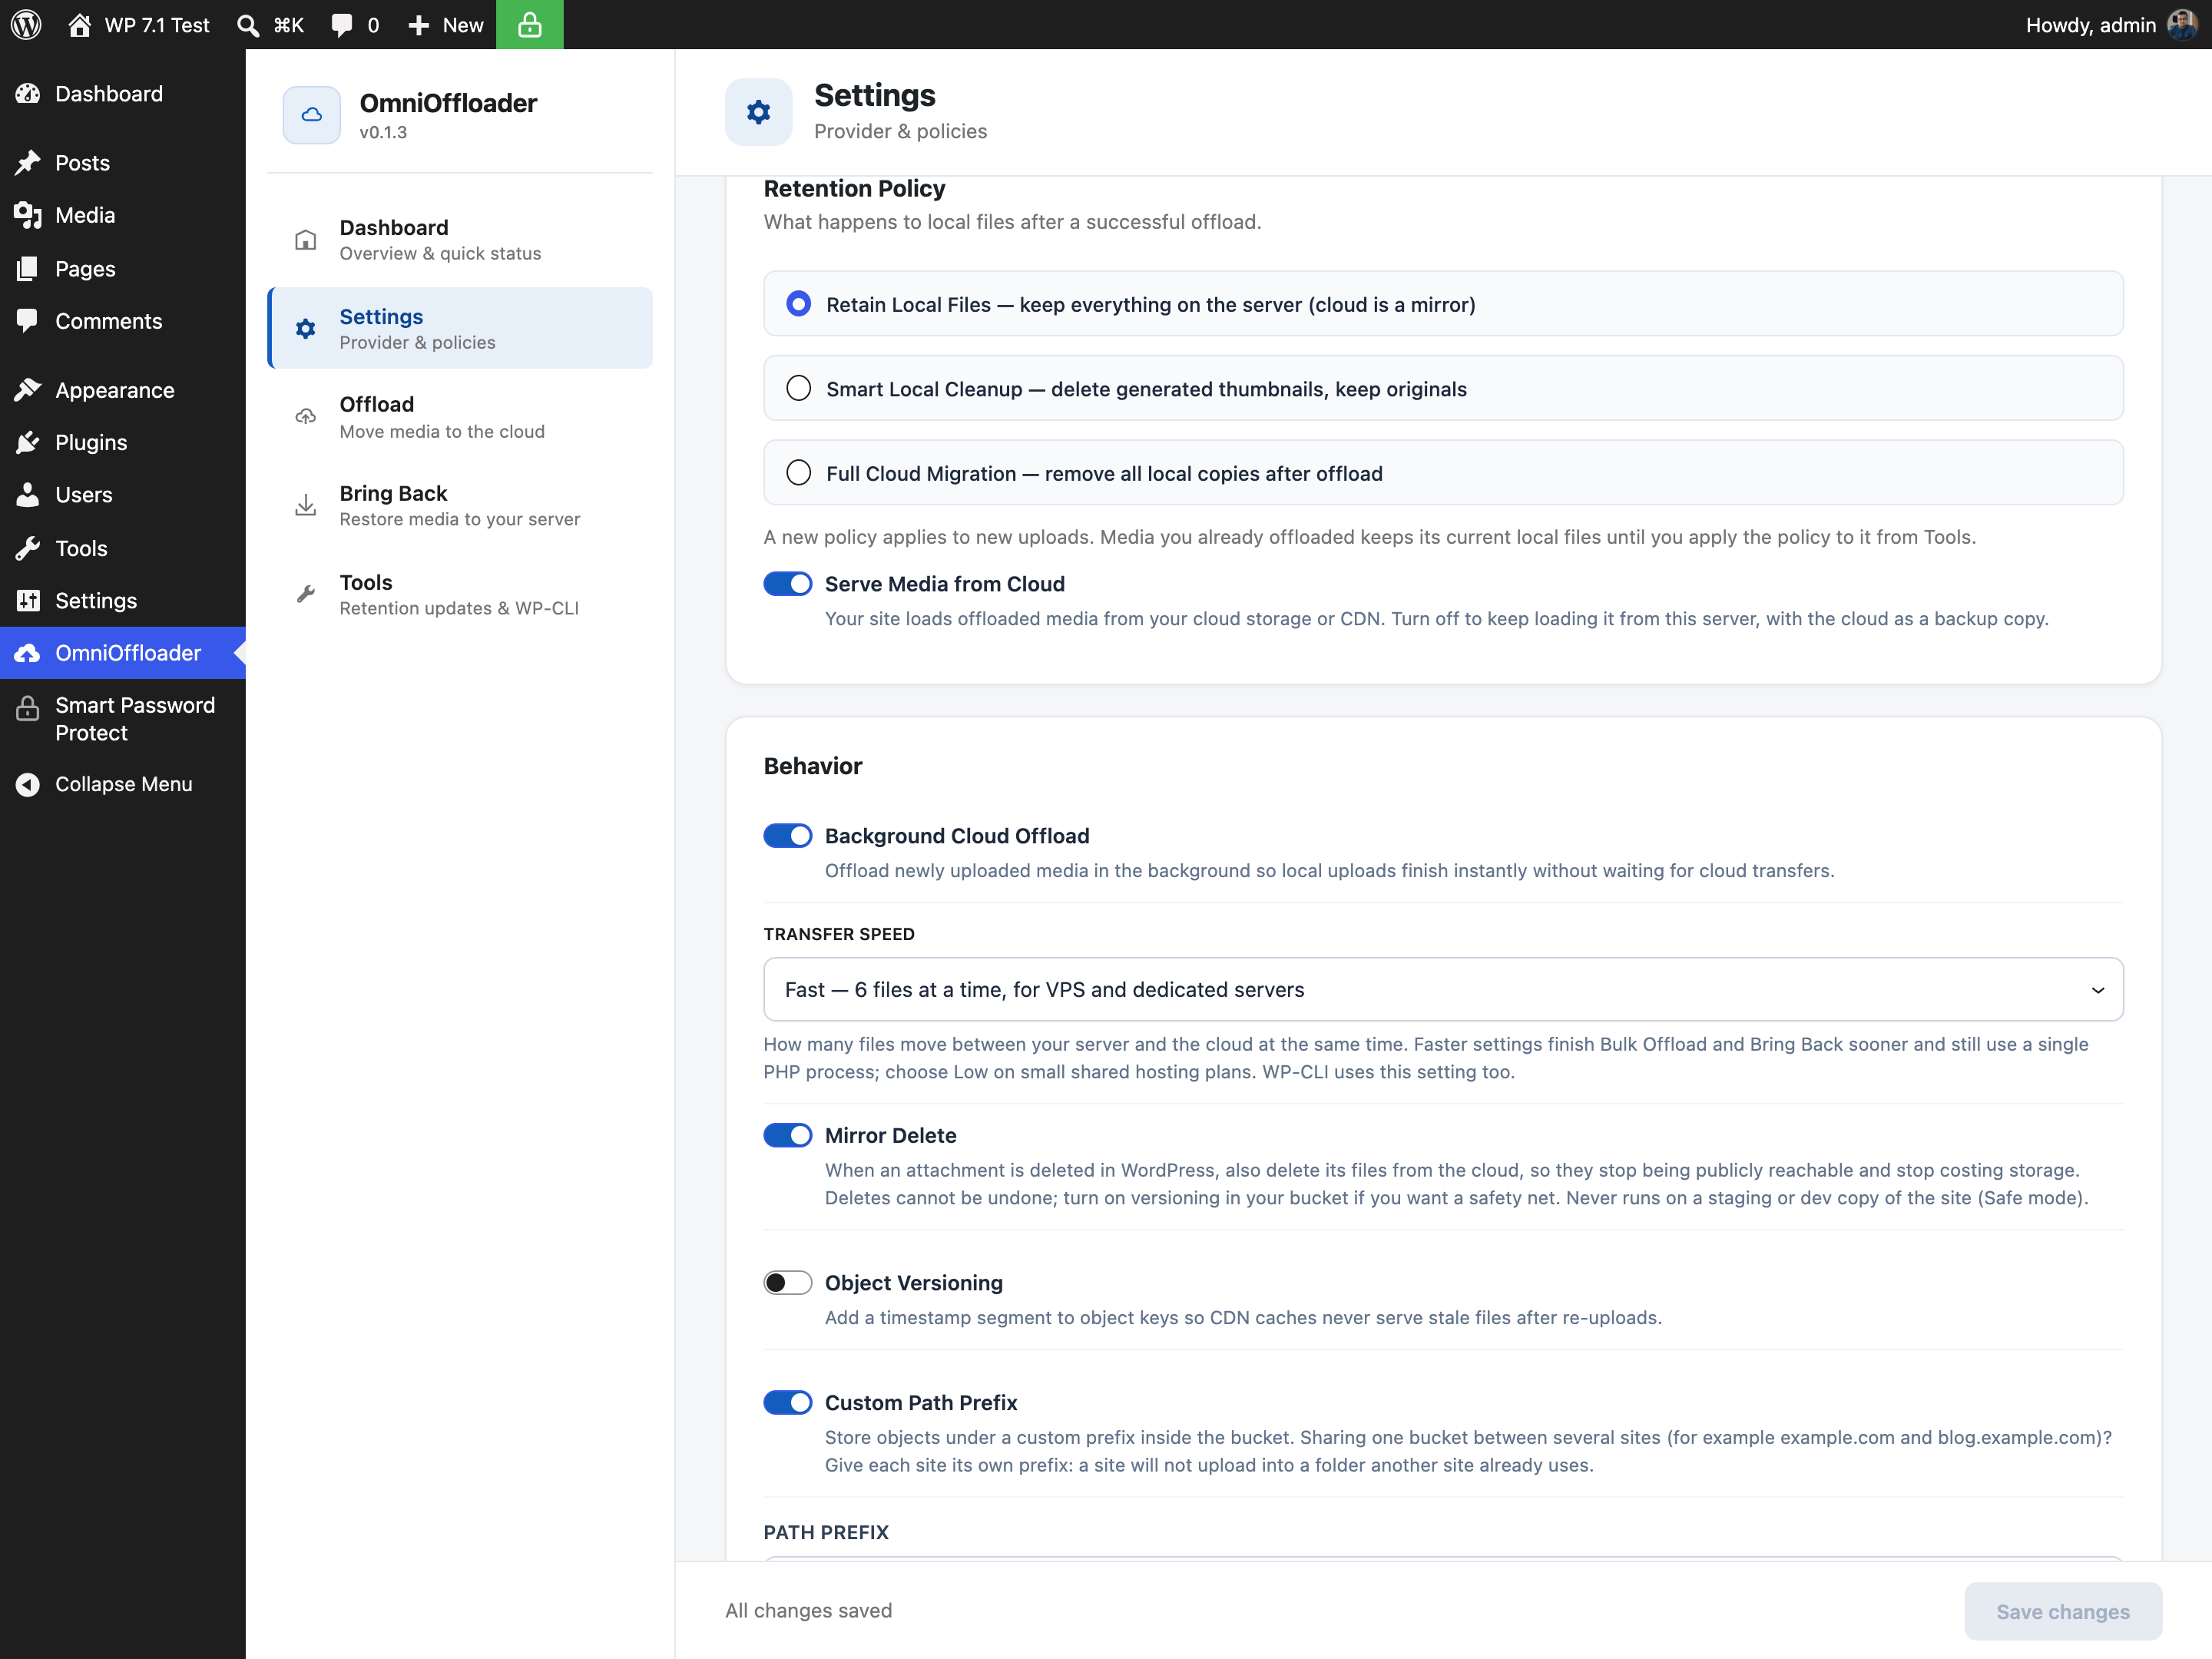 WP 7.1 Test
⌘K
0
New
Howdy, admin
Dashboard
Posts
Media
Pages
Comments
Appearance
Plugins
Users
Tools
Settings
OmniOffloader
Smart Password
Protect
Collapse Menu
OmniOffloader
v0.1.3
Dashboard
Overview & quick status
Settings
Provider & policies
Offload
Move media to the cloud
Bring Back
Restore media to your server
Tools
Retention updates & WP-CLI
Settings
Provider & policies
Retention Policy
What happens to local files after a successful offload.
Retain Local Files — keep everything on the server (cloud is a mirror)
Smart Local Cleanup — delete generated thumbnails, keep originals
Full Cloud Migration — remove all local copies after offload
A new policy applies to new uploads. Media you already offloaded keeps its current local files until you apply the policy to it from Tools.
Serve Media from Cloud
Your site loads offloaded media from your cloud storage or CDN. Turn off to keep loading it from this server, with the cloud as a backup copy.
Behavior
Background Cloud Offload
Offload newly uploaded media in the background so local uploads finish instantly without waiting for cloud transfers.
TRANSFER SPEED
Fast — 6 files at a time, for VPS and dedicated servers
How many files move between your server and the cloud at the same time. Faster settings finish Bulk Offload and Bring Back sooner and still use a single
PHP process; choose Low on small shared hosting plans. WP-CLI uses this setting too.
Mirror Delete
When an attachment is deleted in WordPress, also delete its files from the cloud, so they stop being publicly reachable and stop costing storage.
Deletes cannot be undone; turn on versioning in your bucket if you want a safety net. Never runs on a staging or dev copy of the site (Safe mode).
Object Versioning
Add a timestamp segment to object keys so CDN caches never serve stale files after re-uploads.
Custom Path Prefix
Store objects under a custom prefix inside the bucket. Sharing one bucket between several sites (for example example.com and blog.example.com)?
Give each site its own prefix: a site will not upload into a folder another site already uses.
PATH PREFIX
All changes saved
Save changes